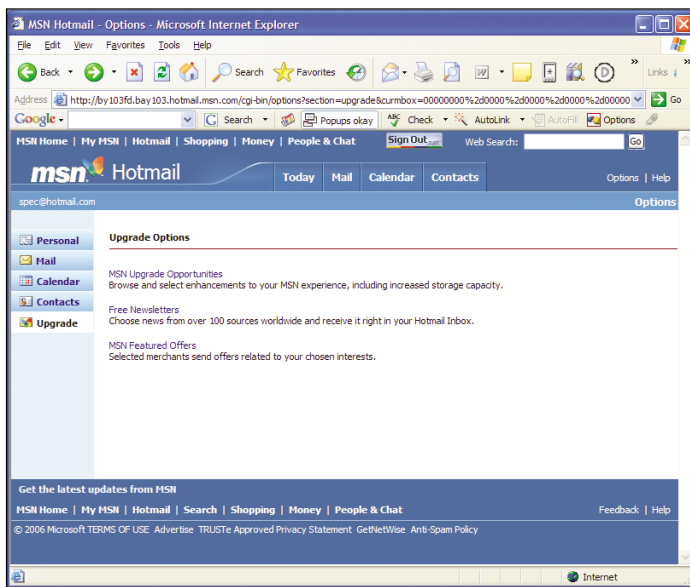 MSN Hotmail - Options - Microsoft Internet Explorer
File Edit View Favorites Tools Help
Back Search Favorites W D » Links »
Address http://by103fd.bay103.hotmail.msn.com/cgi-bin/options?section=upgrade&curmbox=00000000%2d0000%2d0000%2d0000%2d00000 Go
Google G Search Popups okay ABC Check AutoLink AutoFill Options
MSN Home | My MSN | Hotmail | Shopping | Money | People & Chat Sign Out .net Web Search: Go
msn Hotmail Today Mail Calendar Contacts Options | Help
spec@hotmail.com Options
Personal
Mail
Calendar
Contacts
Upgrade
Upgrade Options
MSN Upgrade Opportunities
Browse and select enhancements to your MSN experience, including increased storage capacity.
Free Newsletters
Choose news from over 100 sources worldwide and receive it right in your Hotmail Inbox.
MSN Featured Offers
Selected merchants send offers related to your chosen interests.
Get the latest updates from MSN
MSN Home | My MSN | Hotmail | Search | Shopping | Money | People & Chat Feedback | Help
© 2006 Microsoft TERMS OF USE Advertise TRUSTe Approved Privacy Statement GetNetWise Anti-Spam Policy
Internet